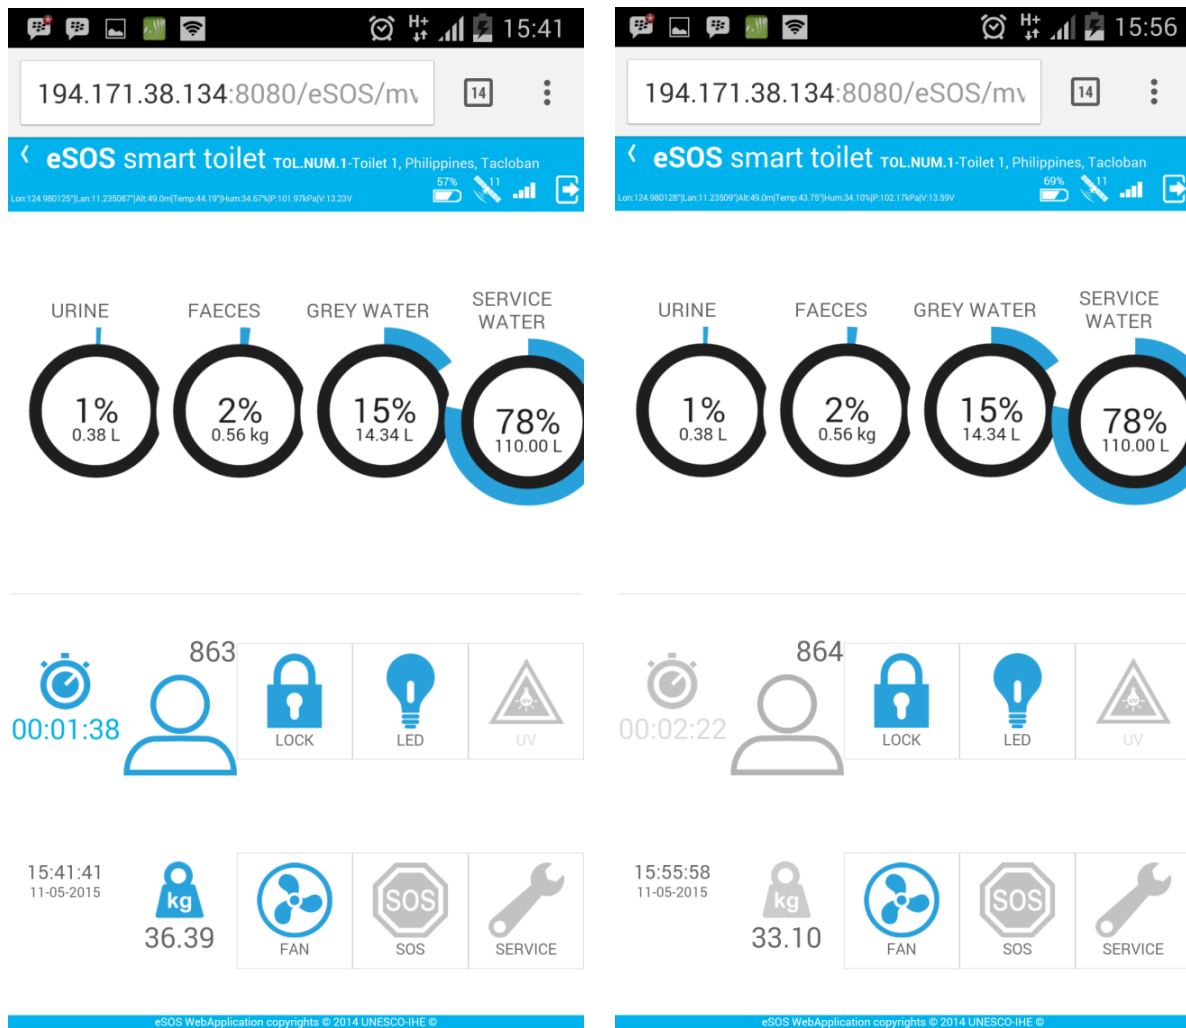 15:41
194.171.38.134:8080/eSOS/mv
14
eSOS smart toilet TOL.NUM.1-Toilet 1, Philippines, Tacloban
57%
11
Lon:124.980125°|Lan:11.235087°|Alt:49.0m|Temp:44.19°|Hum:34.67%|P:101.97kPa|V:13.23V
URINE
FAECES
GREY WATER
SERVICE
WATER
1%
0.38 L
2%
0.56 kg
15%
14.34 L
78%
110.00 L
863
00:01:38
LOCK
LED
UV
15:41:41
11-05-2015
kg
36.39
FAN
SOS
SOS
SERVICE
eSOS WebApplication copyrights © 2014 UNESCO-IHE ©
H+
15:56
194.171.38.134:8080/eSOS/mv
14
eSOS smart toilet TOL.NUM.1-Toilet 1, Philippines, Tacloban
69%
11
Lon:124.980128°|Lan:11.23509°|Alt:49.0m|Temp:43.75°|Hum:34.10%|P:102.17kPa|V:13.59V
URINE
FAECES
GREY WATER
SERVICE
WATER
1%
0.38 L
2%
0.56 kg
15%
14.34 L
78%
110.00 L
864
00:02:22
LOCK
LED
UV
15:55:58
11-05-2015
kg
33.10
FAN
SOS
SOS
SERVICE
eSOS WebApplication copyrights © 2014 UNESCO-IHE ©